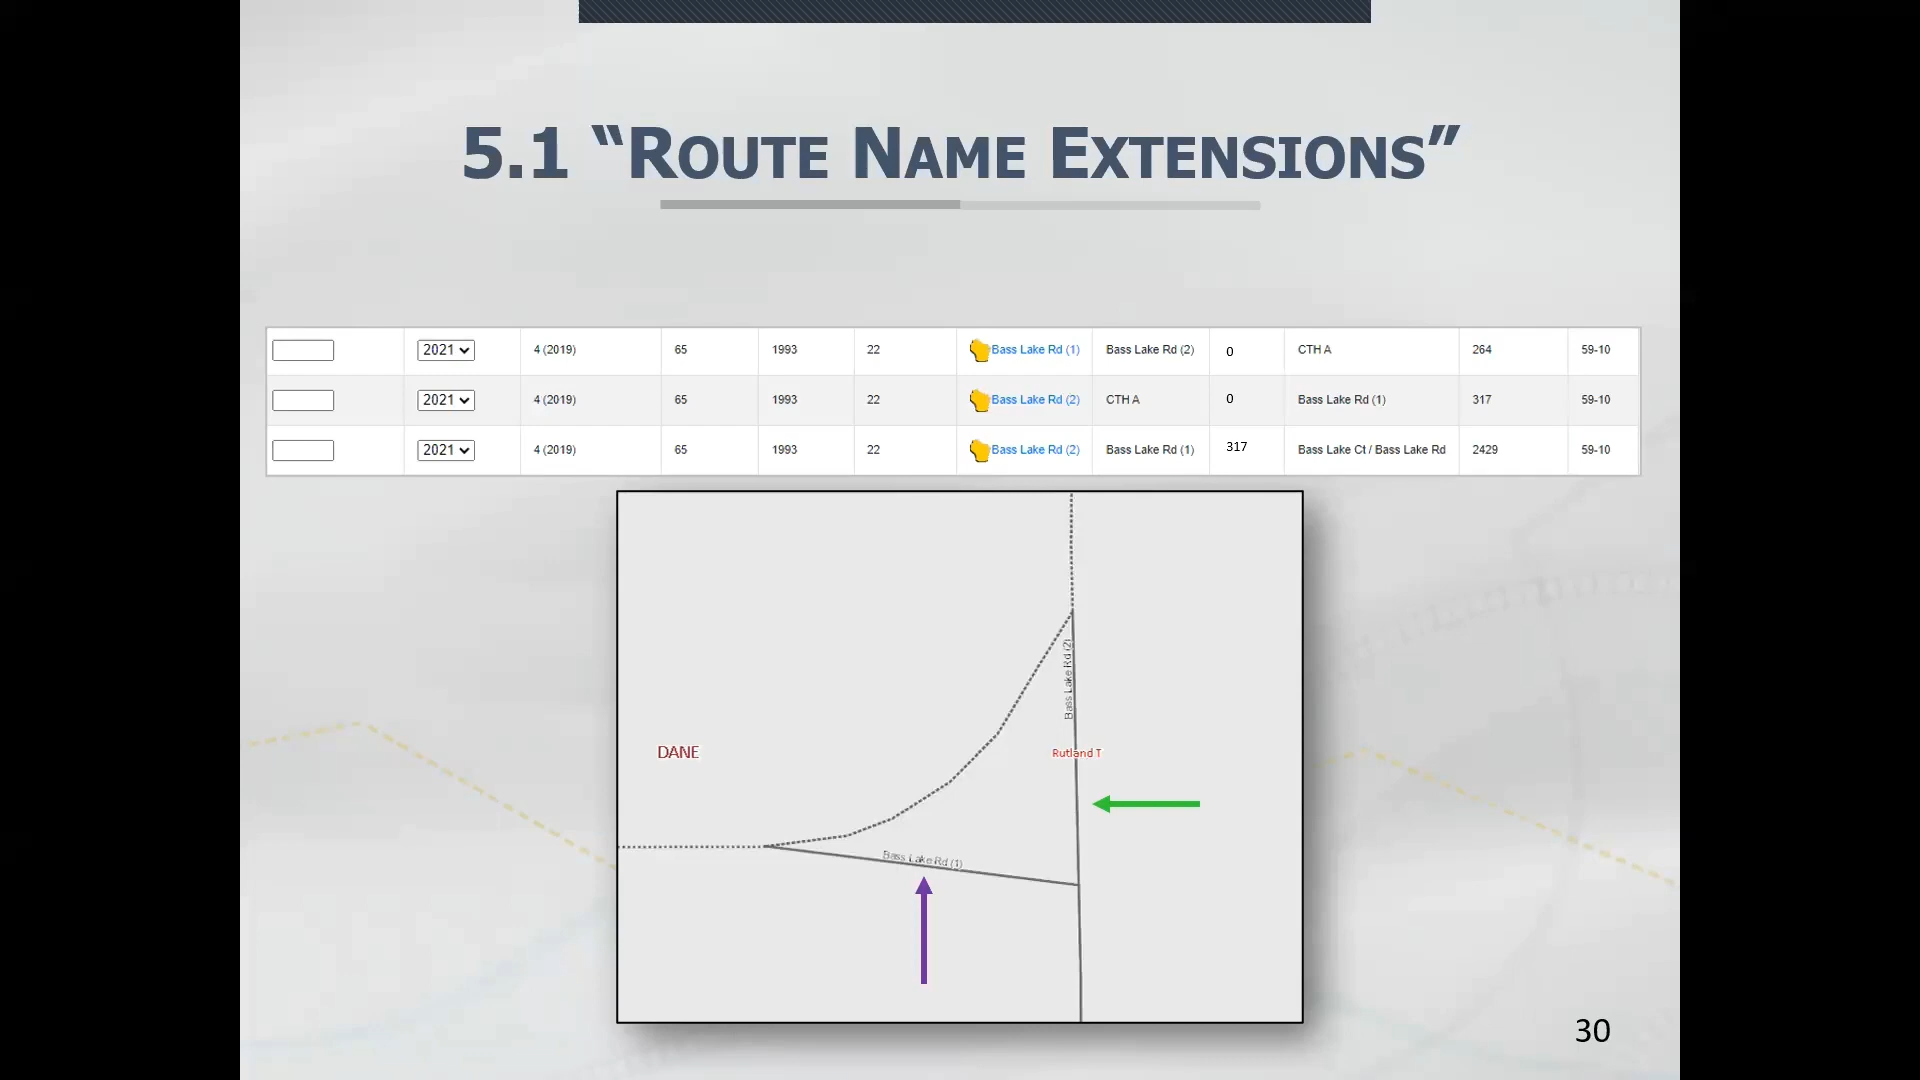 5.1 “Route Name Extensions”
2021 4 (2019) 65 1993 22 Bass Lake Rd (1) Bass Lake Rd (2) 0 CTH A 264 59-10
2021 4 (2019) 65 1993 22 Bass Lake Rd (2) CTH A 0 Bass Lake Rd (1) 317 59-10
2021 4 (2019) 65 1993 22 Bass Lake Rd (2) Bass Lake Rd (1) 317 Bass Lake Ct / Bass Lake Rd 2429 59-10
Bass Lake Rd (2)
DANE
Rutland T
Bass Lake Rd (1)
30